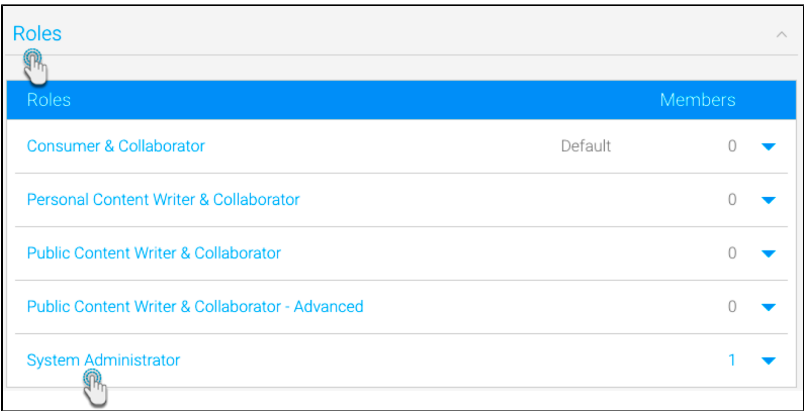 Roles
Roles Members
Consumer & Collaborator Default 0
Personal Content Writer & Collaborator 0
Public Content Writer & Collaborator 0
Public Content Writer & Collaborator - Advanced 0
System Administrator 1